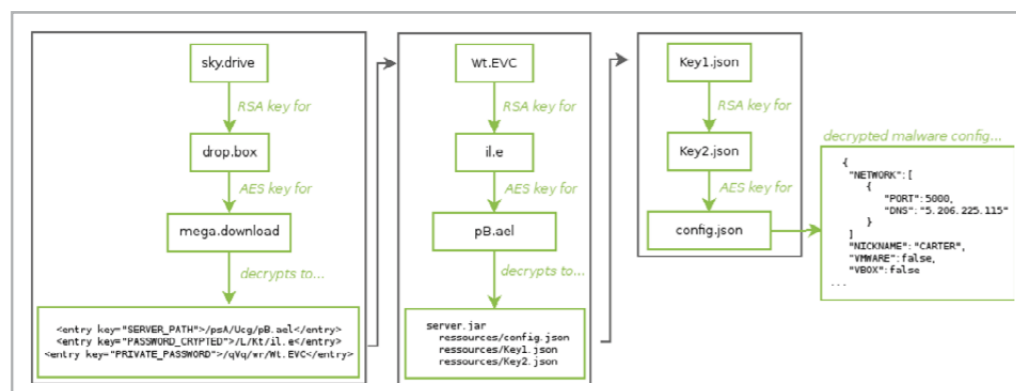 sky.drive
RSA key for
drop.box
AES key for
mega.download
decrypts to...
<entry key="SERVER_PATH">/psA/Ucg/pB.ael</entry>
<entry key="PASSWORD_CRYPTED">/L/Kt/il.e</entry>
<entry key="PRIVATE_PASSWORD">/qVq/wr/Wt.EVC</entry>
Wt.EVC
RSA key for
il.e
AES key for
pB.ael
decrypts to...
server.jar
ressources/config.json
ressources/Key1.json
ressources/Key2.json
Key1.json
RSA key for
Key2.json
AES key for
config.json
decrypted malware config...
{
"NETWORK":[
{
"PORT":5000,
"DNS":"5.206.225.115"
}
]
"NICKNAME":"CARTER",
"VMWARE":false,
"VBOX":false
...